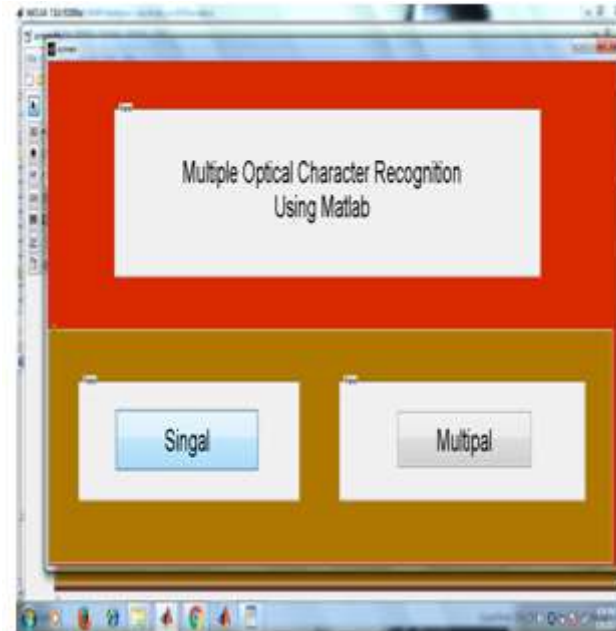 Multiple Optical Character Recognition
Using Matlab
Singal
Multipal